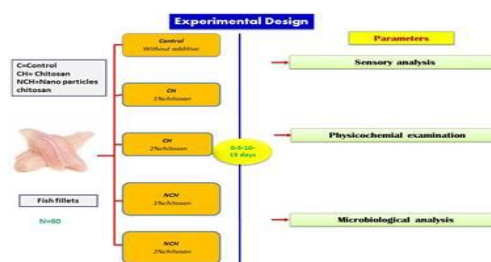 Experimental Design
C=Control
CH= Chitosan
NCH=Nano particles
chitosan
Fish fillets
N=60
Control
Without additive
CH
1%chitosan
CH
2%chitosan
NCH
1%chitosan
NCH
2%chitosan
0-5-10-
15 days
Parameters
Sensory analysis
Physicochemial examination
Microbiological analysis